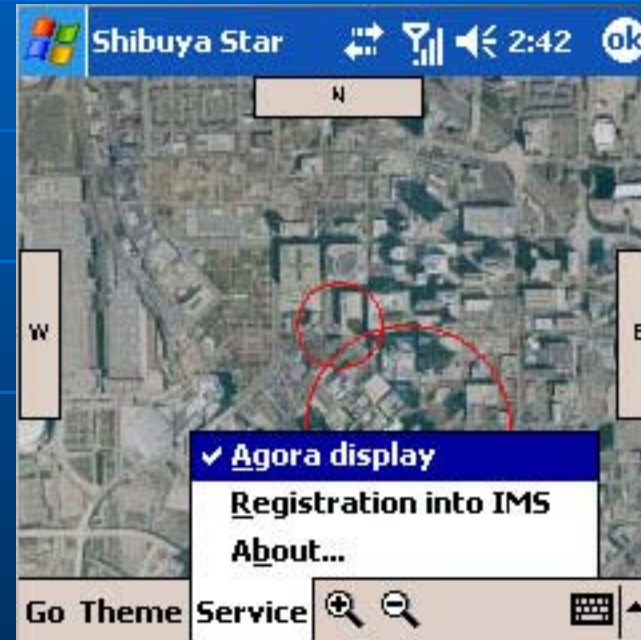 Shibuya Star 2:42 ok
N
W E
Agora display
Registration into IMS
About...
Go Theme Service